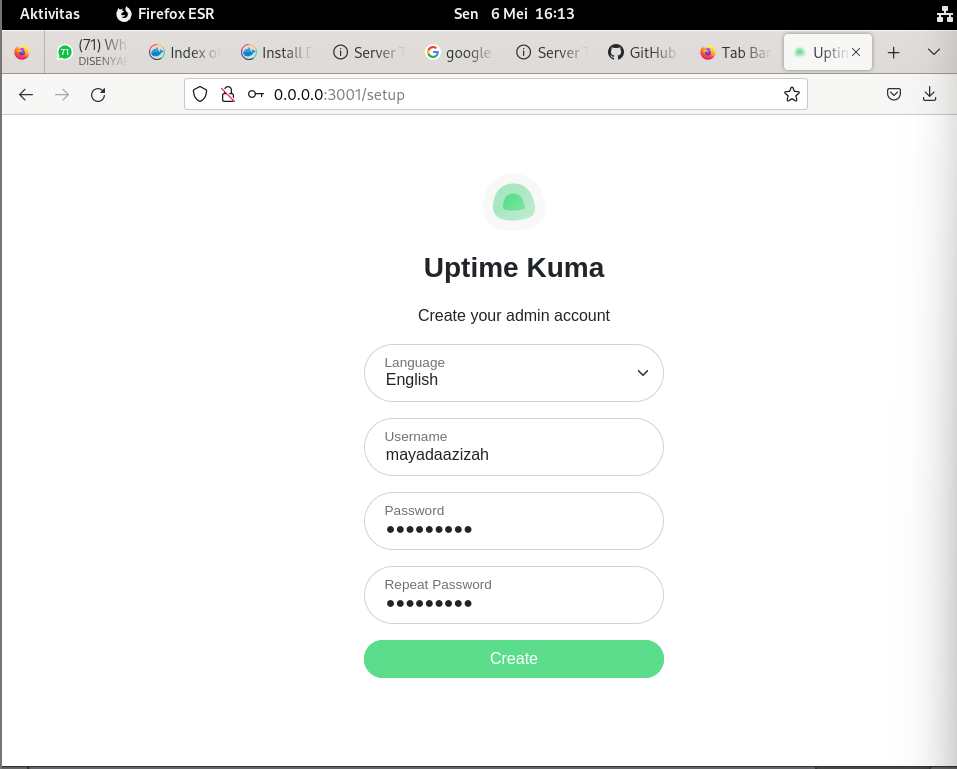 Aktivitas Firefox ESR Sen 6 Mei 16:13
(71) Wh
DISENYAP
Index of
Install D
Server T
google
Server T
GitHub
Tab Bar
Uptim
0.0.0.0:3001/setup
Uptime Kuma
Create your admin account
Language
English
Username
mayadaazizah
Password
Repeat Password
Create